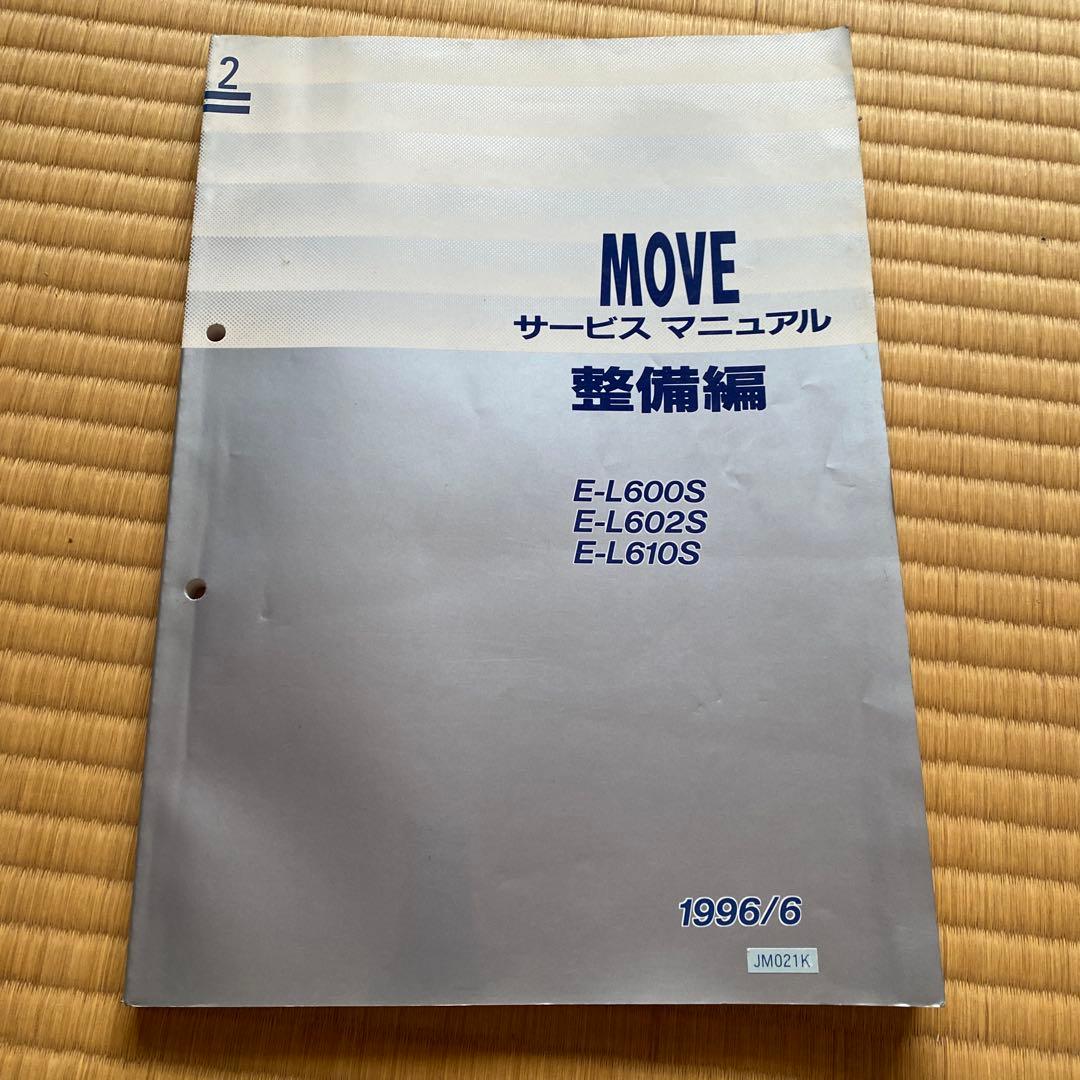 2
MOVE
サービス マニュアル
整備編
E-L600S
E-L602S
E-L610S
1996/6
JM021K